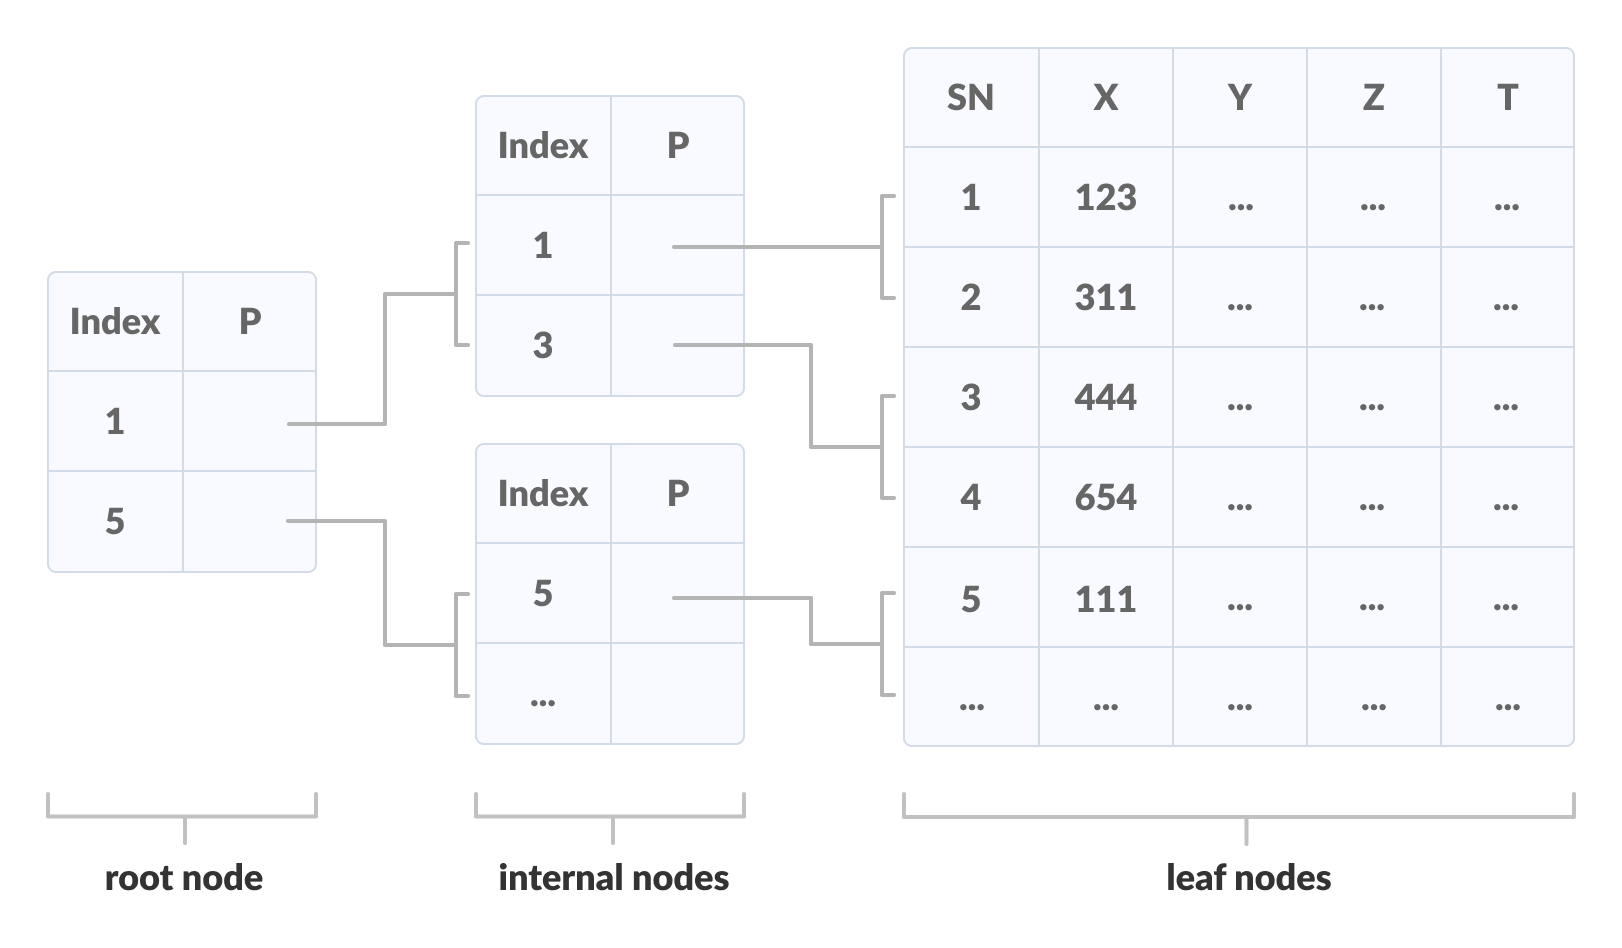 Index P
1
5
Index P
1
3
Index P
5
...
SN X Y Z T
1 123 ... ... ...
2 311 ... ... ...
3 444 ... ... ...
4 654 ... ... ...
5 111 ... ... ...
... ... ... ... ...
root node
internal nodes
leaf nodes